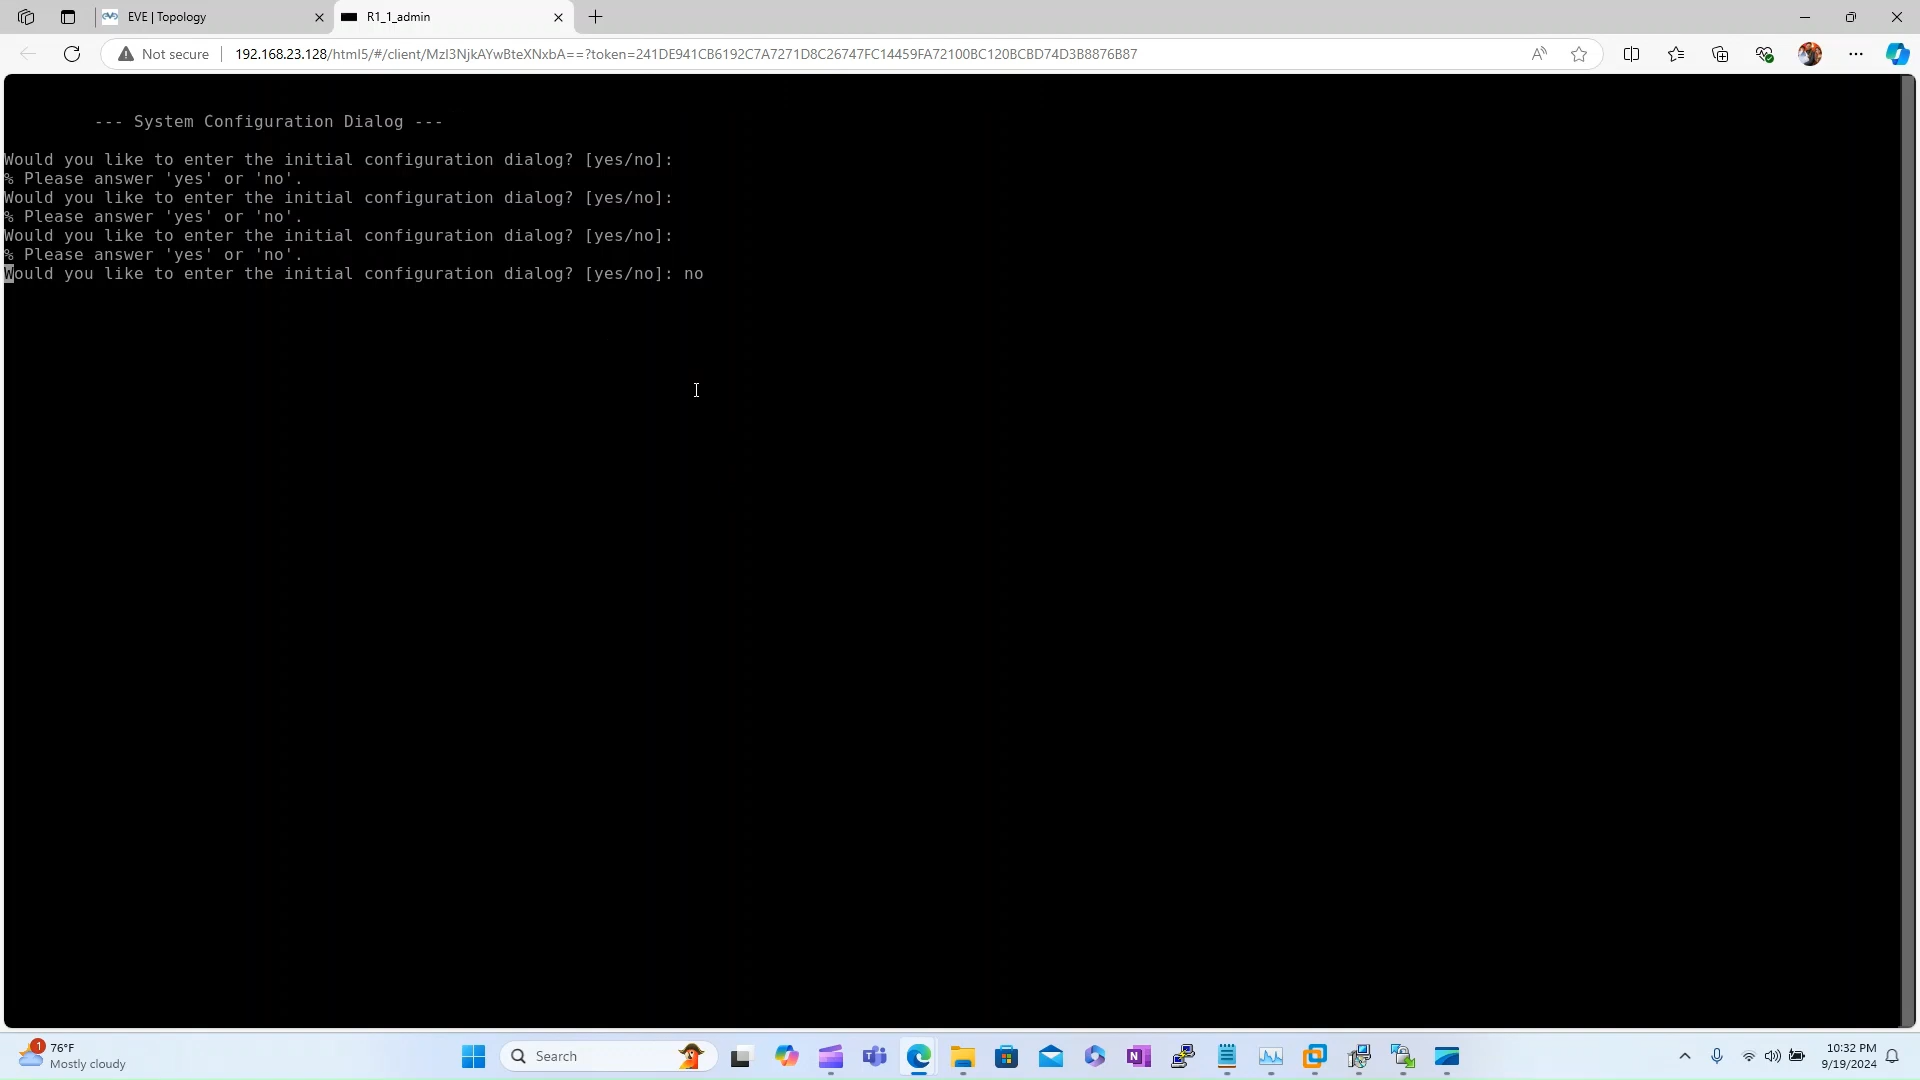 EVE | Topology
R1_1_admin
Not secure
192.168.23.128/html5/#/client/MzI3NjkAYwBteXNxbA==?token=241DE941CB6192C7A7271D8C26747FC14459FA72100BC120BCBD74D3B8876B87
--- System Configuration Dialog ---
Would you like to enter the initial configuration dialog? [yes/no]:
% Please answer 'yes' or 'no'.
Would you like to enter the initial configuration dialog? [yes/no]:
% Please answer 'yes' or 'no'.
Would you like to enter the initial configuration dialog? [yes/no]:
% Please answer 'yes' or 'no'.
Would you like to enter the initial configuration dialog? [yes/no]: no
1
76°F
Mostly cloudy
Search
10:32 PM
9/19/2024